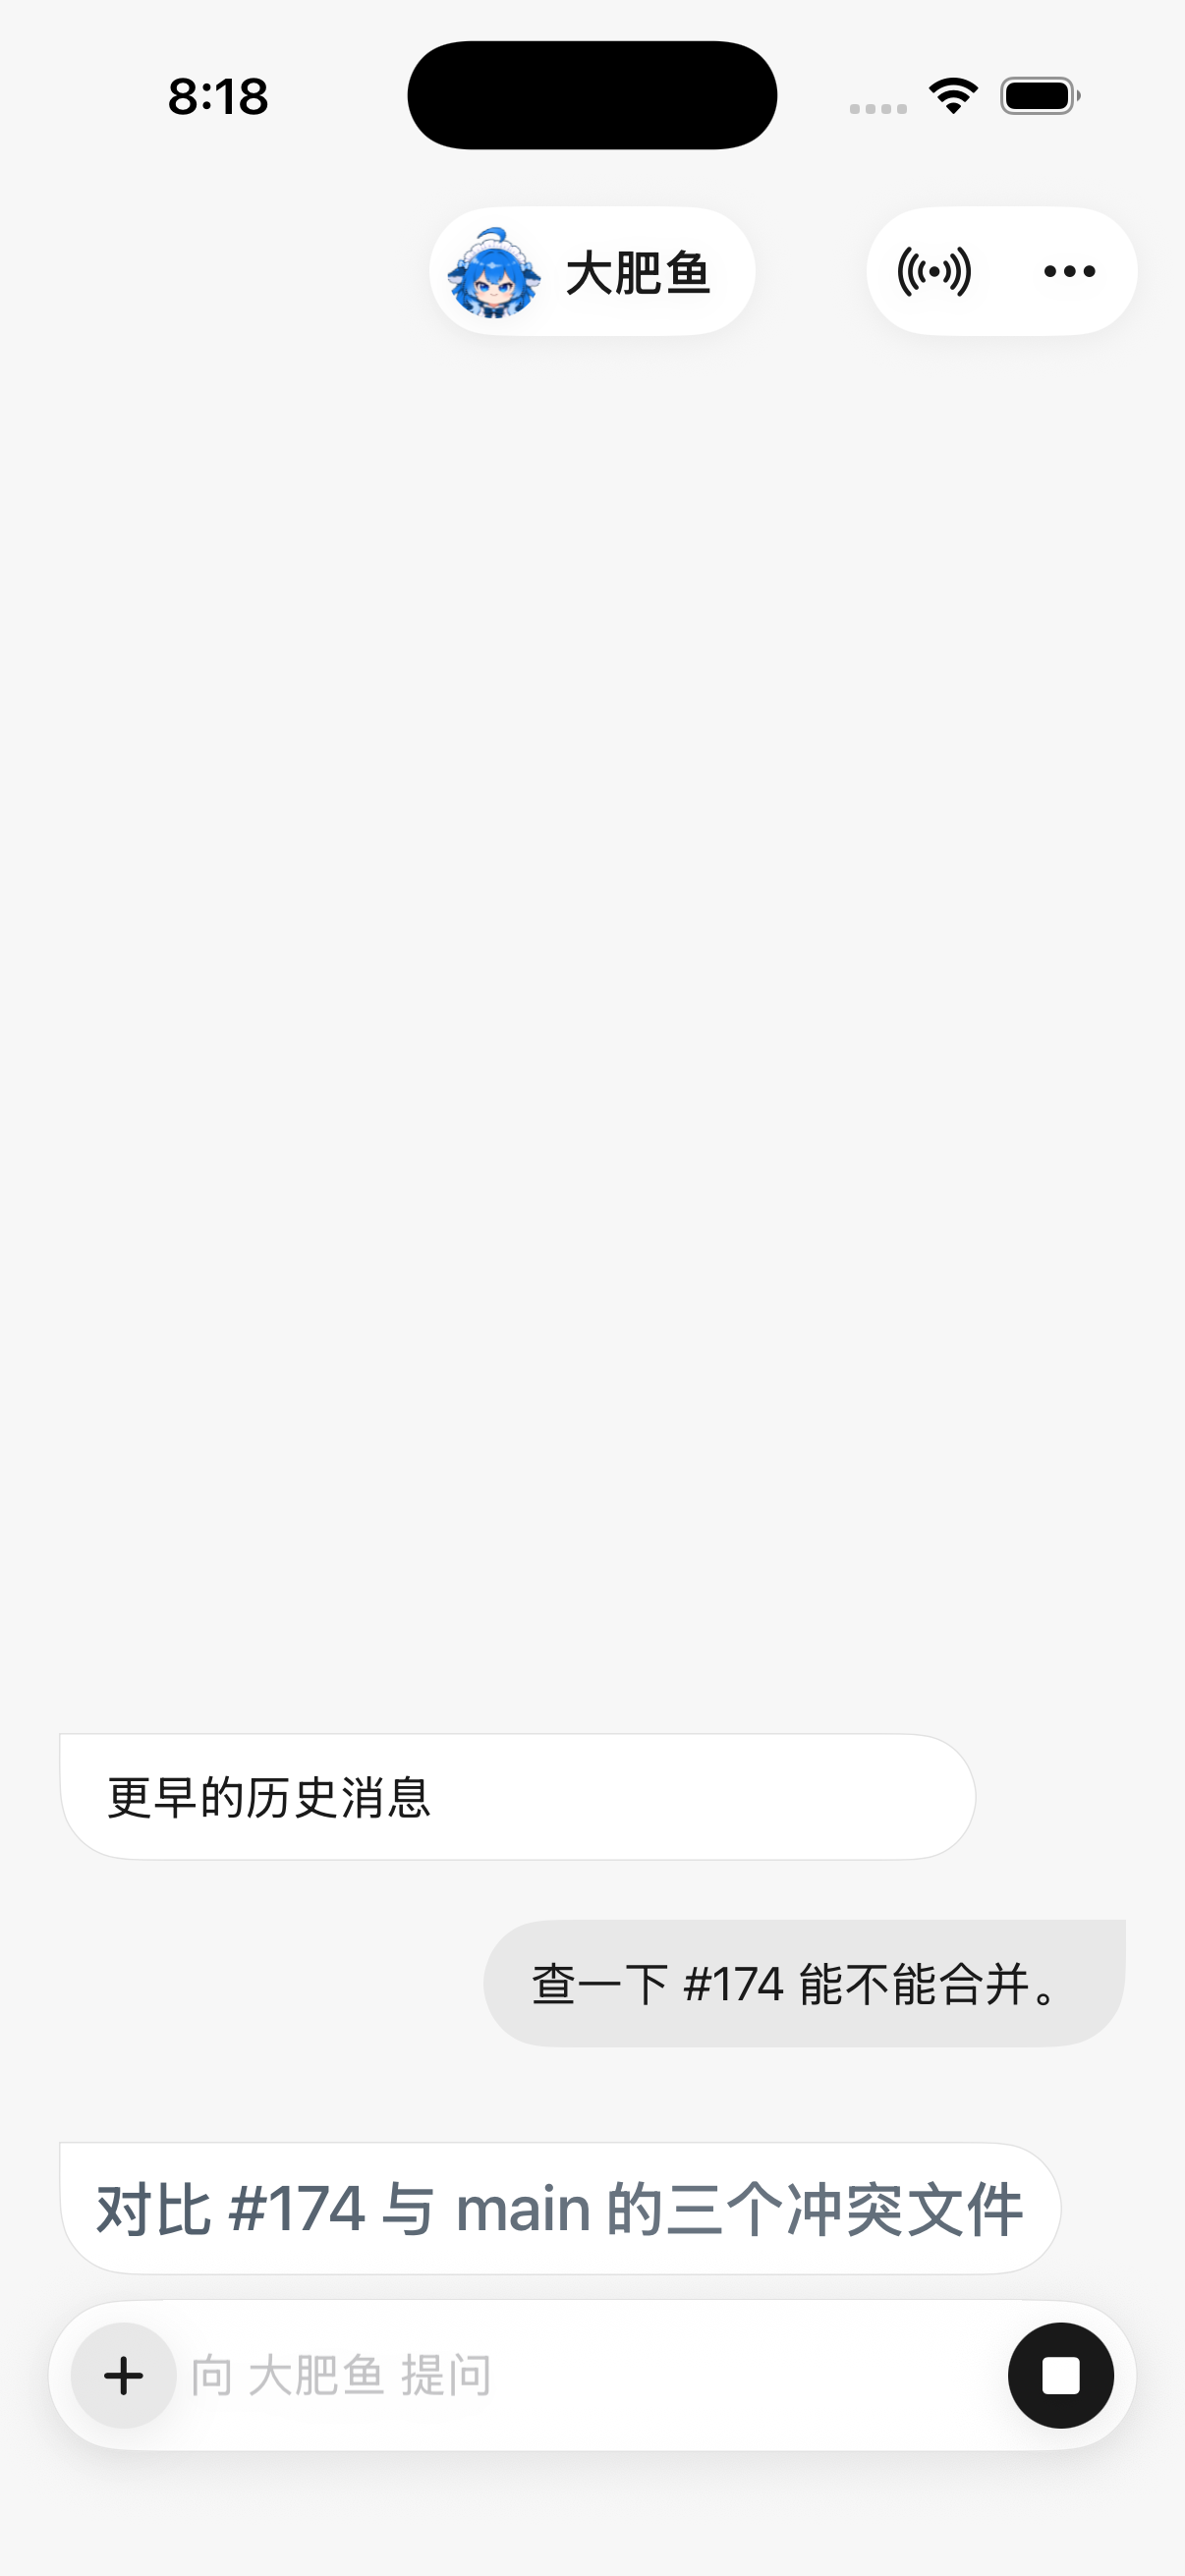 8:18
大肥鱼
更早的历史消息
查一下 #174 能不能合并。
对比 #174 与 main 的三个冲突文件
向 大肥鱼 提问